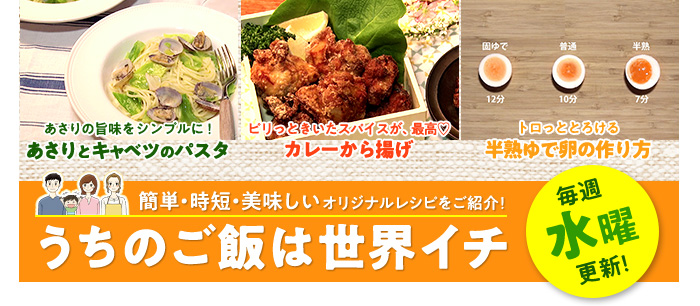 固ゆで
普通
半熟
12分
10分
7分
あさりの旨味をシンプルに！
あさりとキャベツのパスタ
ピリっときいたスパイスが、最高♡
カレーから揚げ
トロっととろける
半熟ゆで卵の作り方
簡単・時短・美味しいオリジナルレシピをご紹介！
うちのご飯は世界イチ
毎週
水曜
更新！